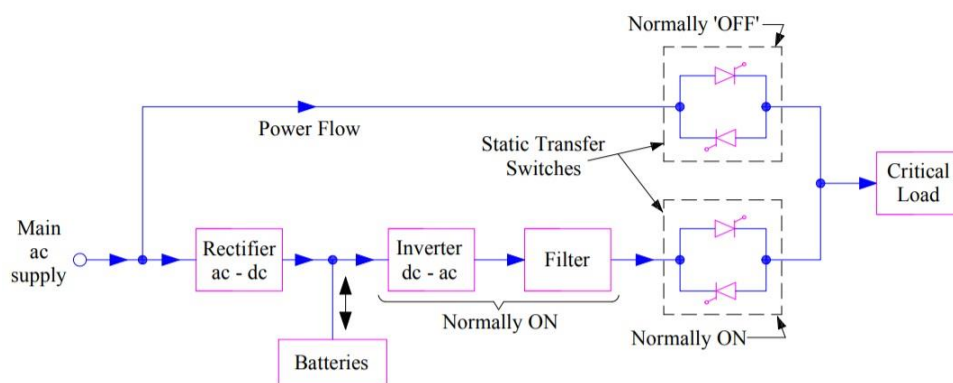 Normally 'OFF'
Power Flow
Static Transfer
Switches
Critical
Load
Main
ac
supply
Rectifier
ac - dc
Inverter
dc - ac
Filter
Normally ON
Normally ON
Batteries